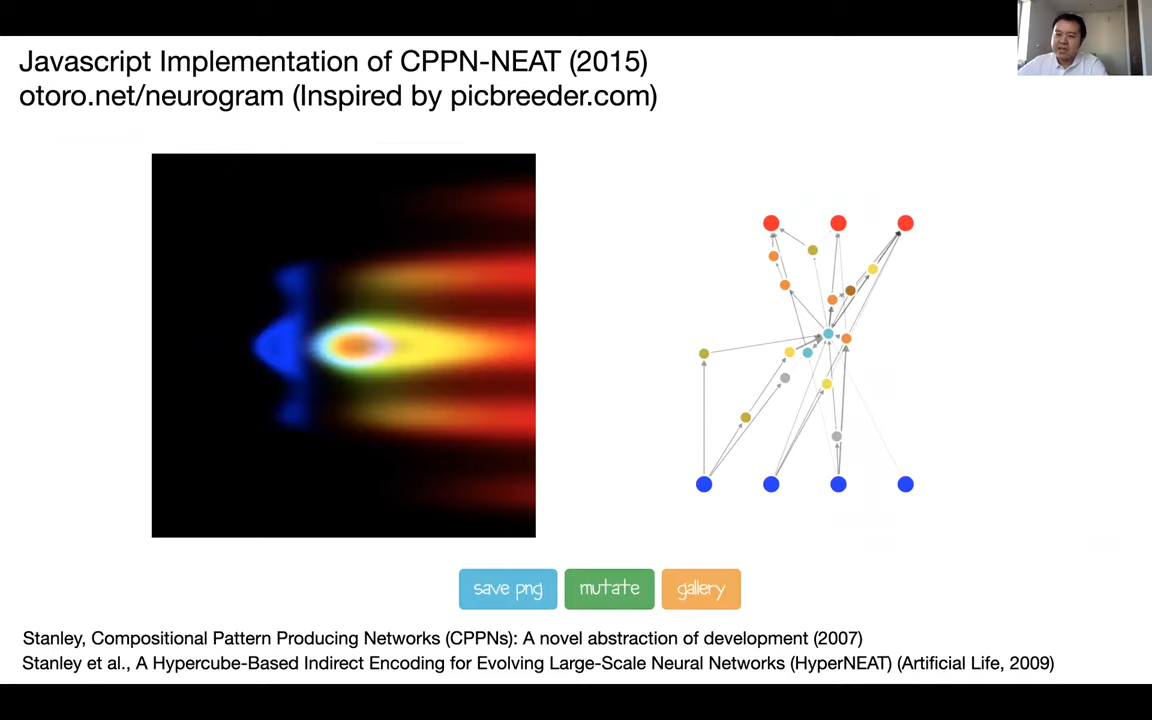 Javascript Implementation of CPPN-NEAT (2015)
otoro.net/neurogram (Inspired by picbreeder.com)
save png
mutate
gallery
Stanley, Compositional Pattern Producing Networks (CPPNs): A novel abstraction of development (2007)
Stanley et al., A Hypercube-Based Indirect Encoding for Evolving Large-Scale Neural Networks (HyperNEAT) (Artificial Life, 2009)